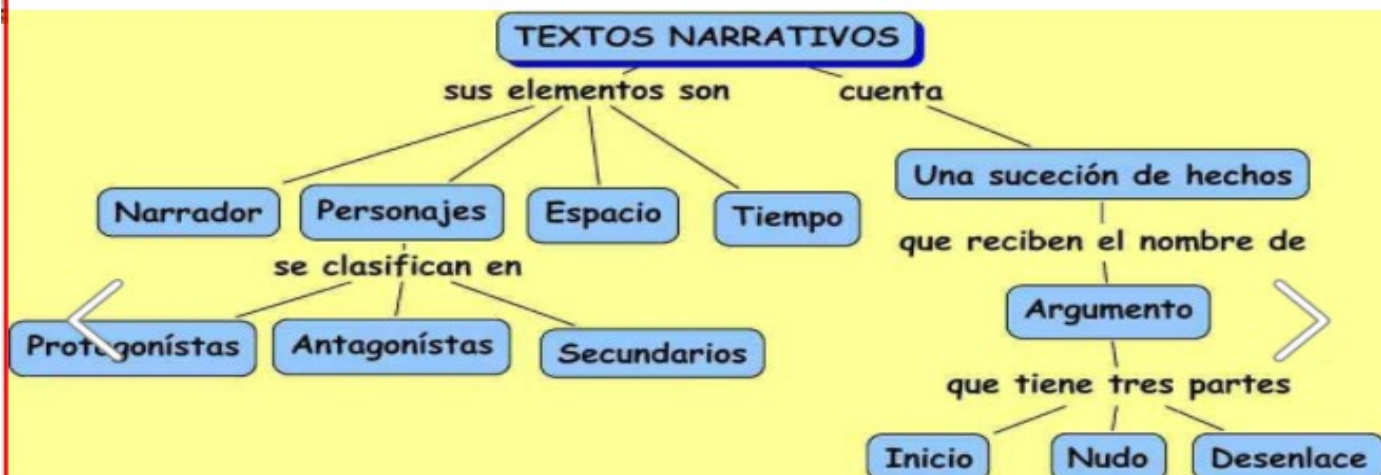 TEXTOS NARRATIVOS
sus elementos son
cuenta
Una suceción de hechos
Narrador
Personajes
Espacio
Tiempo
que reciben el nombre de
se clasifican en
Argumento
Protagonístas
Antagonístas
Secundarios
que tiene tres partes
Inicio
Nudo
Desenlace